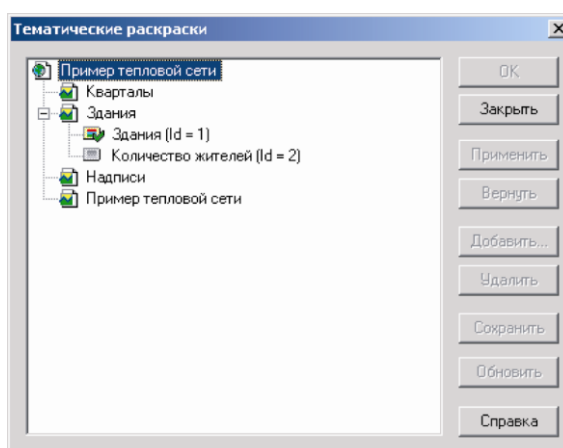 Тематические раскраски
Пример тепловой сети
Кварталы
Здания
Здания (Id = 1)
Количество жителей (Id = 2)
Надписи
Пример тепловой сети
OK
Закрыть
Применить
Вернуть
Добавить...
Удалить
Сохранить
Обновить
Справка